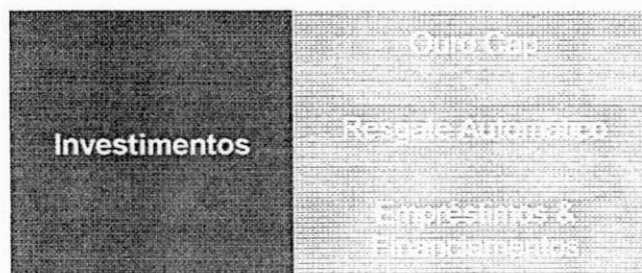 Investimentos
Ouro Cap
Resgate Automático
Empréstimos &
Financiamentos